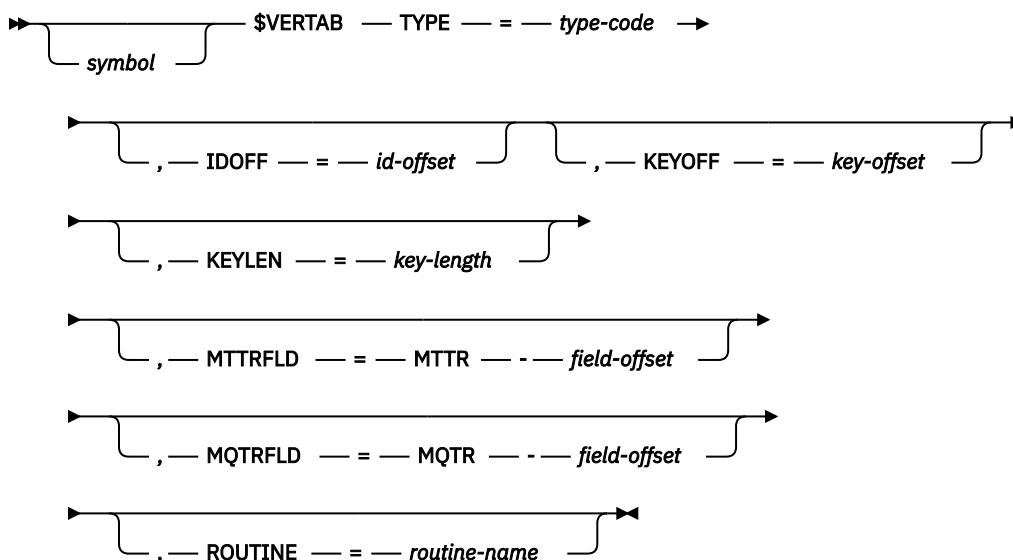 $VERTAB — TYPE = — type-code
symbol
, — IDOFF — = — id-offset , — KEYOFF — = — key-offset
, — KEYLEN — = — key-length
, — MTTRFLD — = — MTTR - — field-offset
, — MQTRFLD — = — MQTR - — field-offset
, — ROUTINE — = — routine-name